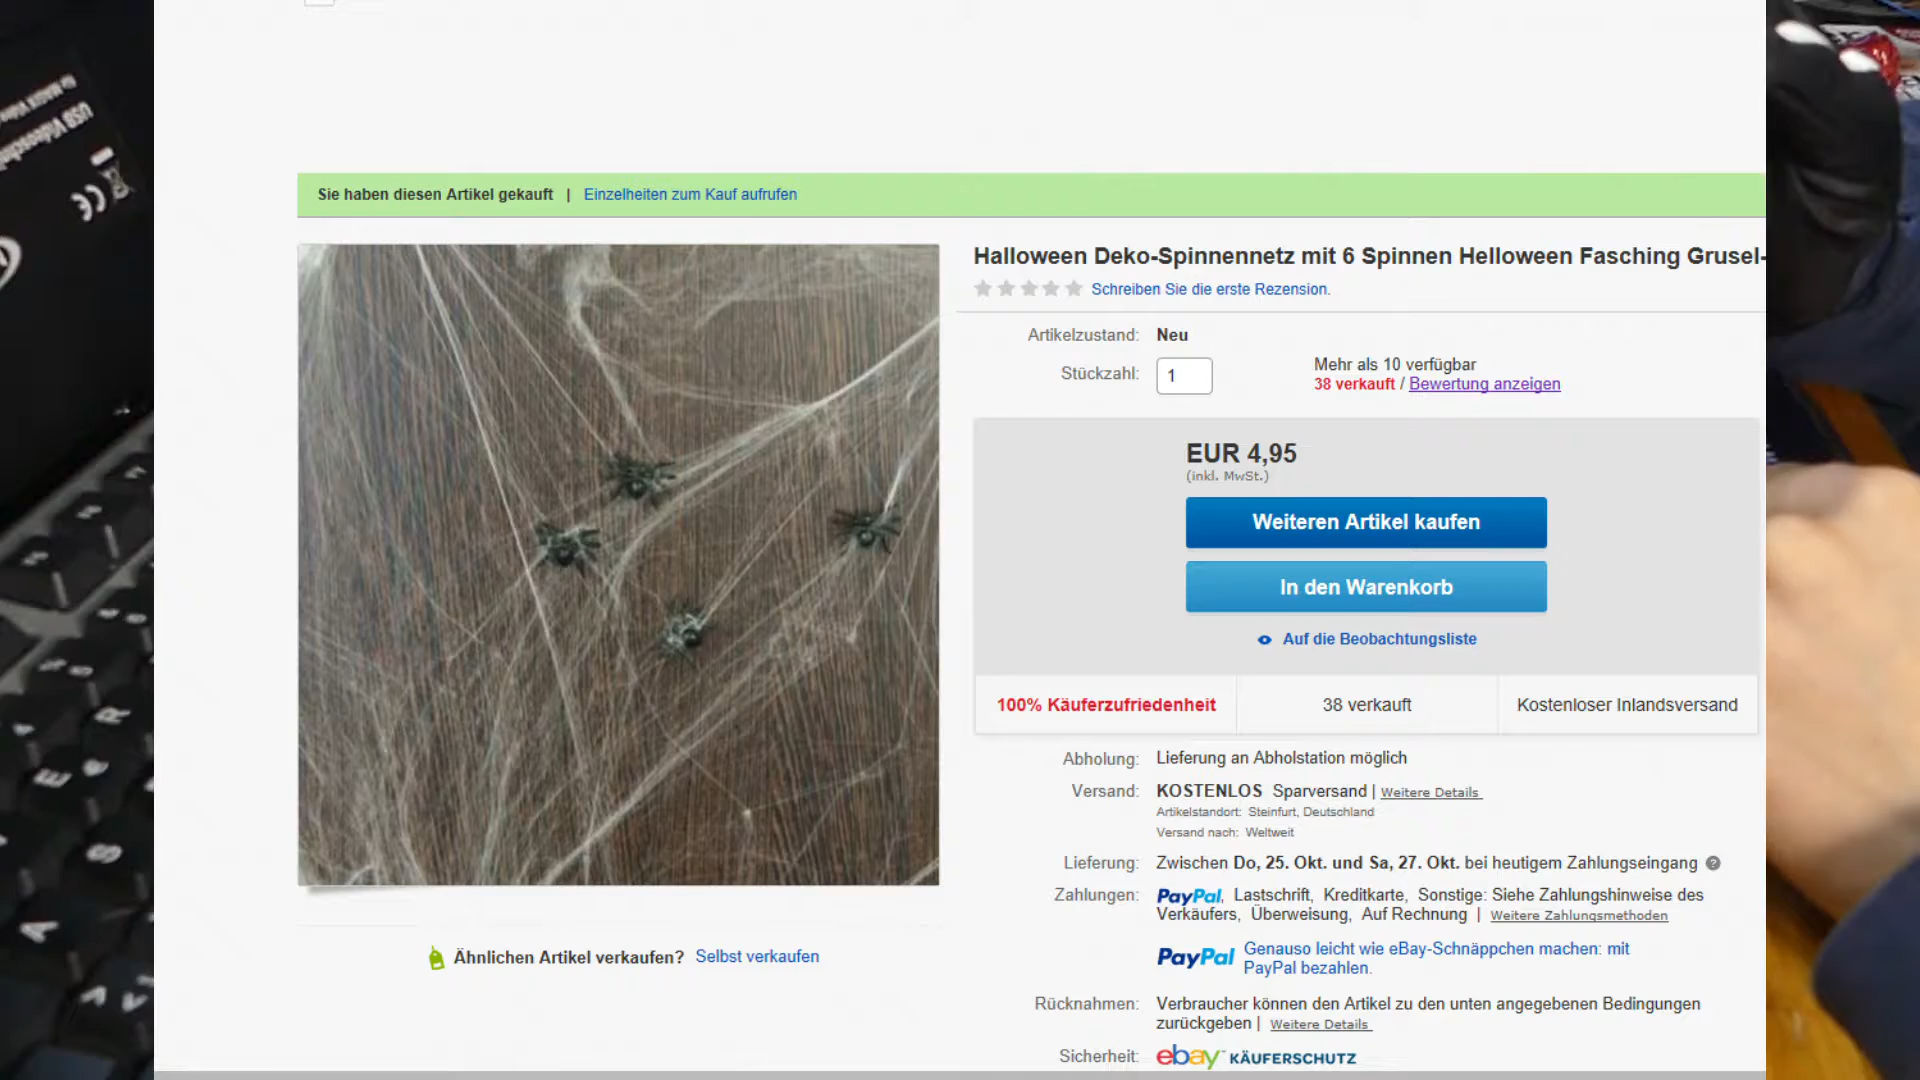 USB
Sie haben diesen Artikel gekauft | Einzelheiten zum Kauf aufrufen
Halloween Deko-Spinnennetz mit 6 Spinnen Helloween Fasching Grusel-
Schreiben Sie die erste Rezension.
Artikelzustand: Neu
Stückzahl: 1
Mehr als 10 verfügbar
38 verkauft / Bewertung anzeigen
EUR 4,95
(inkl. MwSt.)
Weiteren Artikel kaufen
In den Warenkorb
Auf die Beobachtungsliste
100% Käuferzufriedenheit 38 verkauft Kostenloser Inlandsversand
Abholung: Lieferung an Abholstation möglich
Versand: KOSTENLOS Sparversand | Weitere Details
Artikelstandort: Steinfurt, Deutschland
Versand nach: Weltweit
Lieferung: Zwischen Do, 25. Okt. und Sa, 27. Okt. bei heutigem Zahlungseingang ?
Zahlungen: PayPal, Lastschrift, Kreditkarte, Sonstige: Siehe Zahlungshinweise des
Verkäufers, Überweisung, Auf Rechnung | Weitere Zahlungsmethoden
PayPal Genauso leicht wie eBay-Schnäppchen machen: mit
PayPal bezahlen.
Rücknahmen: Verbraucher können den Artikel zu den unten angegebenen Bedingungen
zurückgeben | Weitere Details
Sicherheit: ebay KÄUFERSCHUTZ
Ähnlichen Artikel verkaufen? Selbst verkaufen